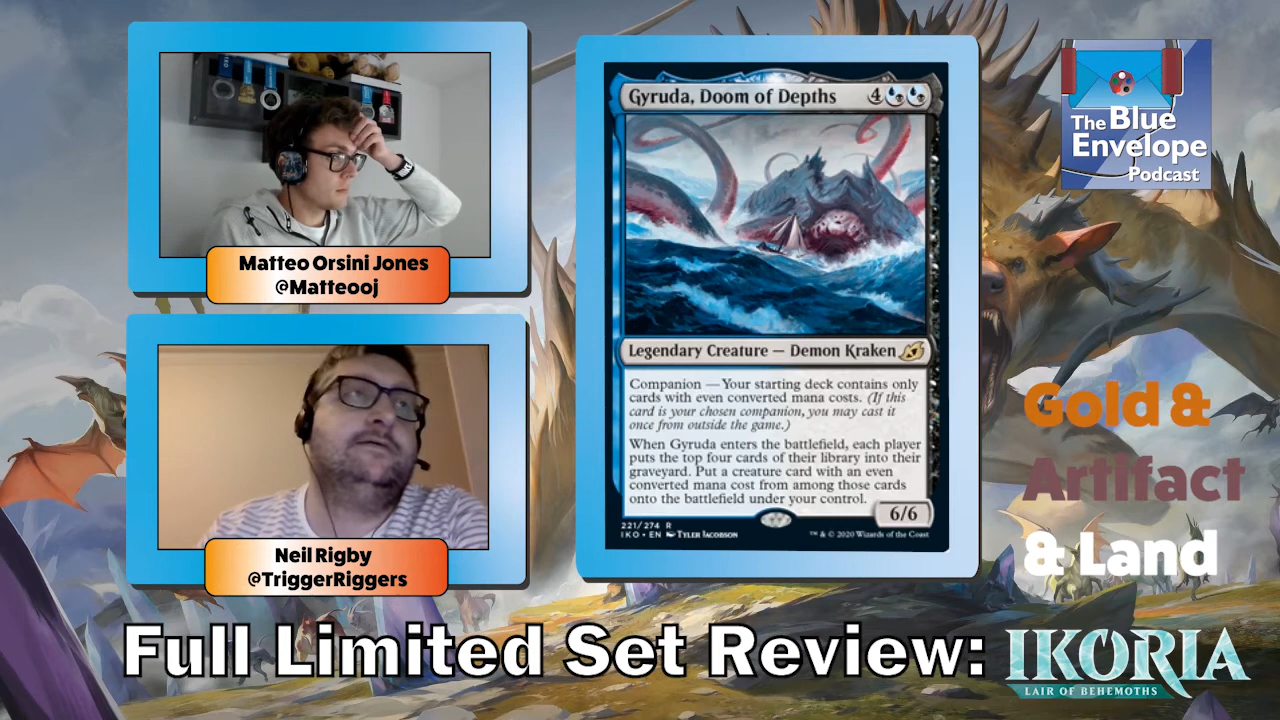 Matteo Orsini Jones
@Matteooj
Neil Rigby
@TriggerRiggers
Gyruda, Doom of Depths 4
Legendary Creature — Demon Kraken
Companion — Your starting deck contains only
cards with even converted mana costs. (If this
card is your chosen companion, you may cast it
once from outside the game.)
When Gyruda enters the battlefield, each player
puts the top four cards of their library into their
graveyard. Put a creature card with an even
converted mana cost from among those cards
onto the battlefield under your control.
6/6
221/274 R
IKO • EN Tyler Jacobson
™ & © 2020 Wizards of the Coast
The Blue
Envelope
Podcast
Gold &
Artifact
& Land
Full Limited Set Review:
IKORIA
LAIR OF BEHEMOTHS